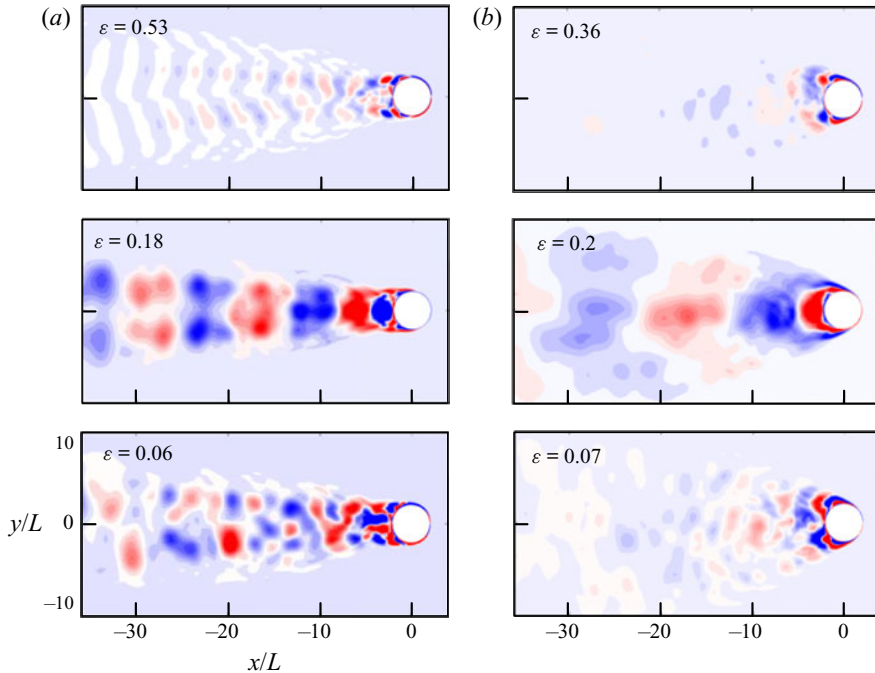 (a)
ε = 0.53
(b)
ε = 0.36
ε = 0.18
ε = 0.2
10
ε = 0.06
y/L
0
–10
–30
–20
–10
0
x/L
ε = 0.07
–30
–20
–10
0
x/L